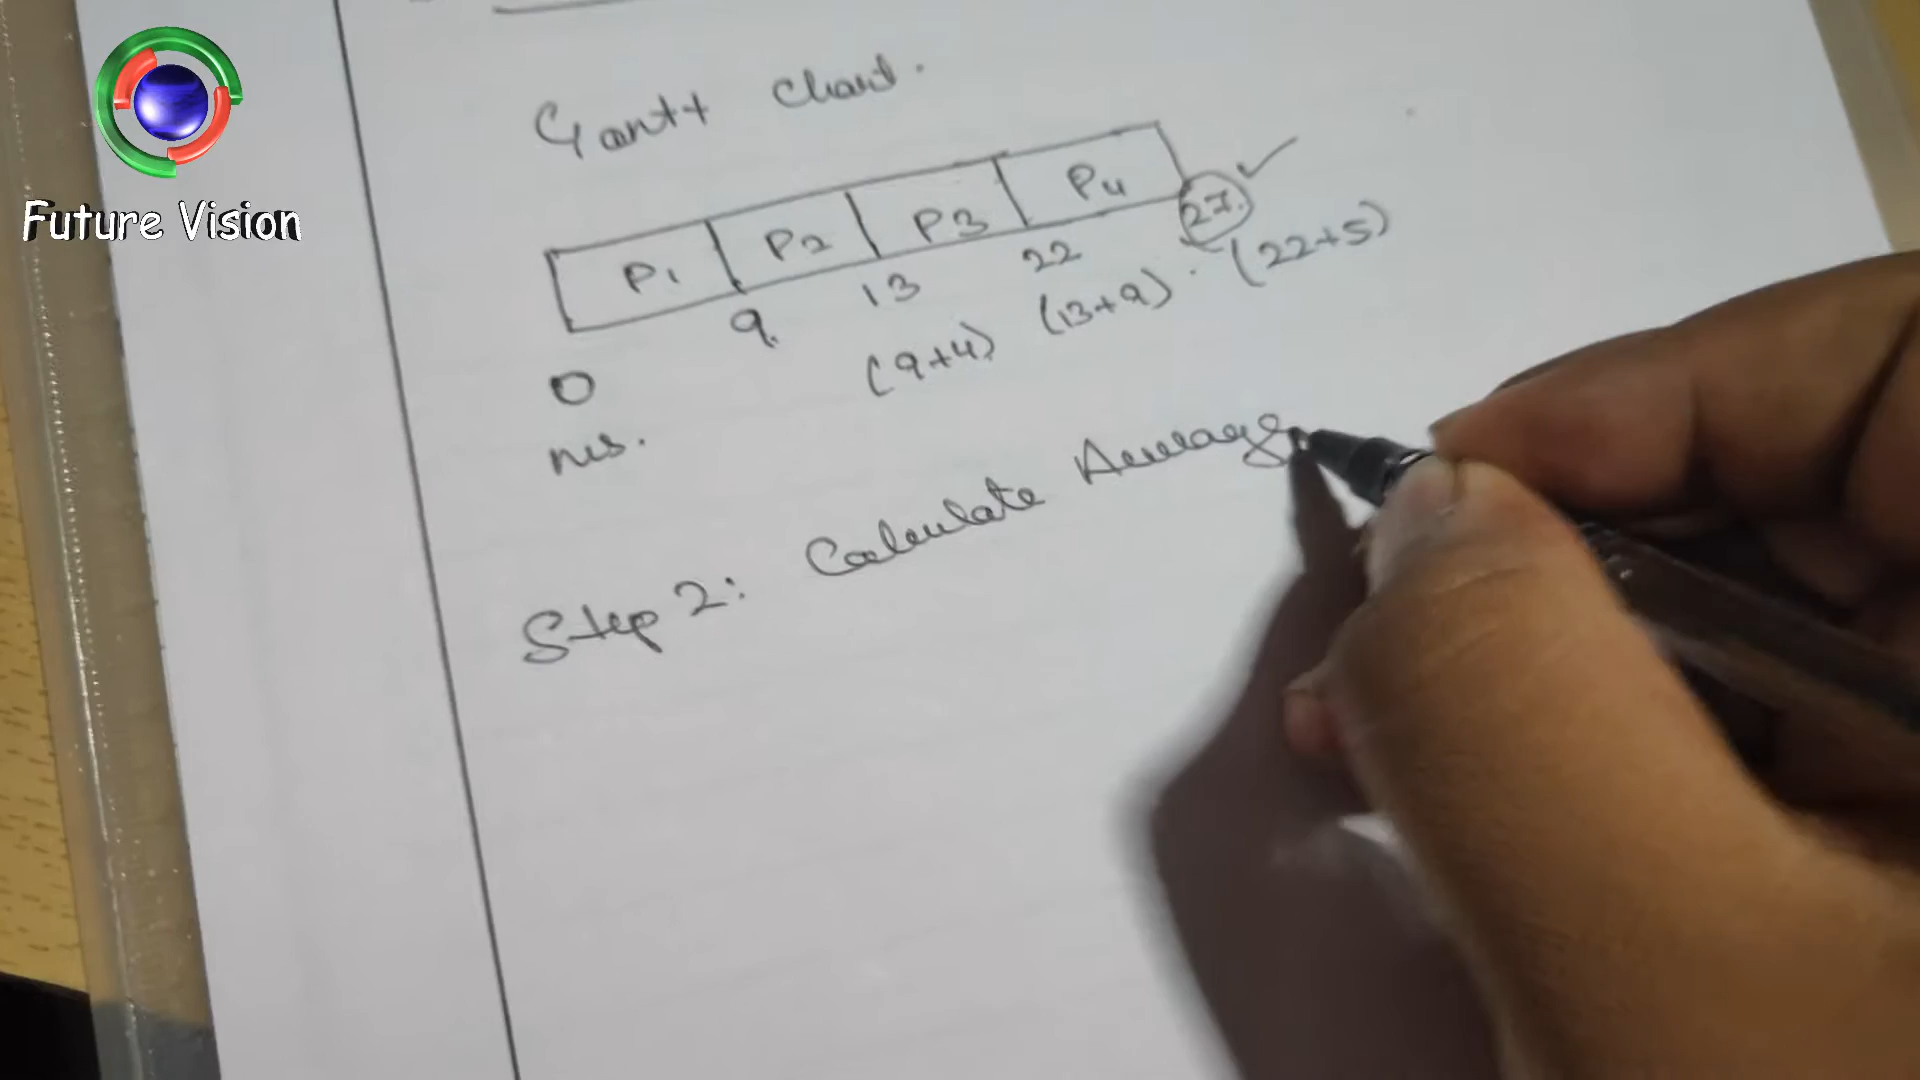 Future Vision
Gantt Chart.
P1 P2 P3 P4
0 9. 13 22 27.
ms. (9+4) (13+9). (22+5)
Step 2: Calculate Average